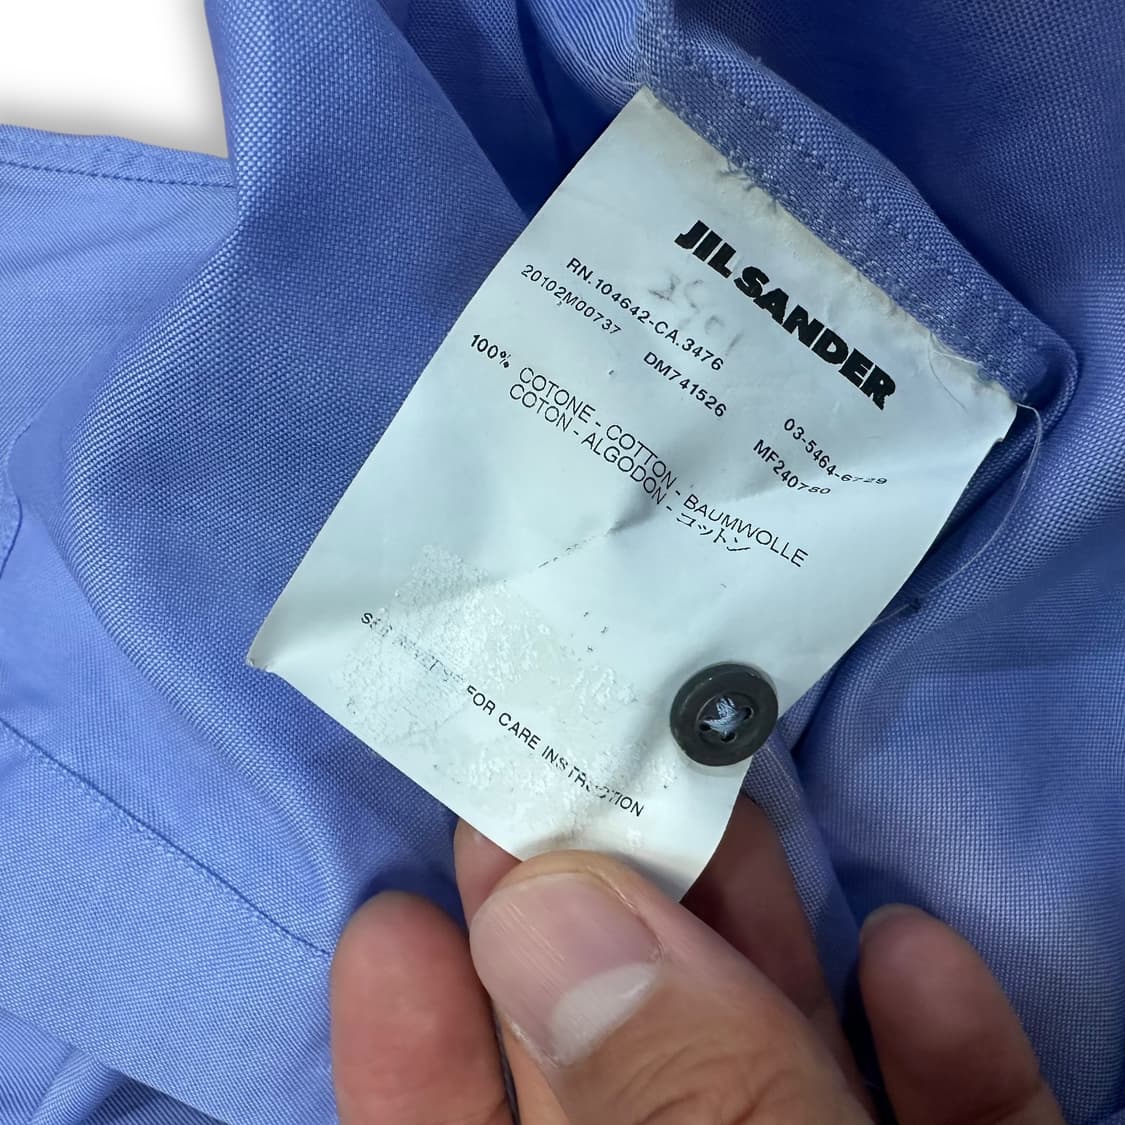 JIL SANDER
RN.104642-CA.3476
20102M00737 DM741526 03-5464-6729
MF240780
100% COTONE - COTTON - BAUMWOLLE
COTON - ALGODON - コットン
FOR CARE INSTRUCTION